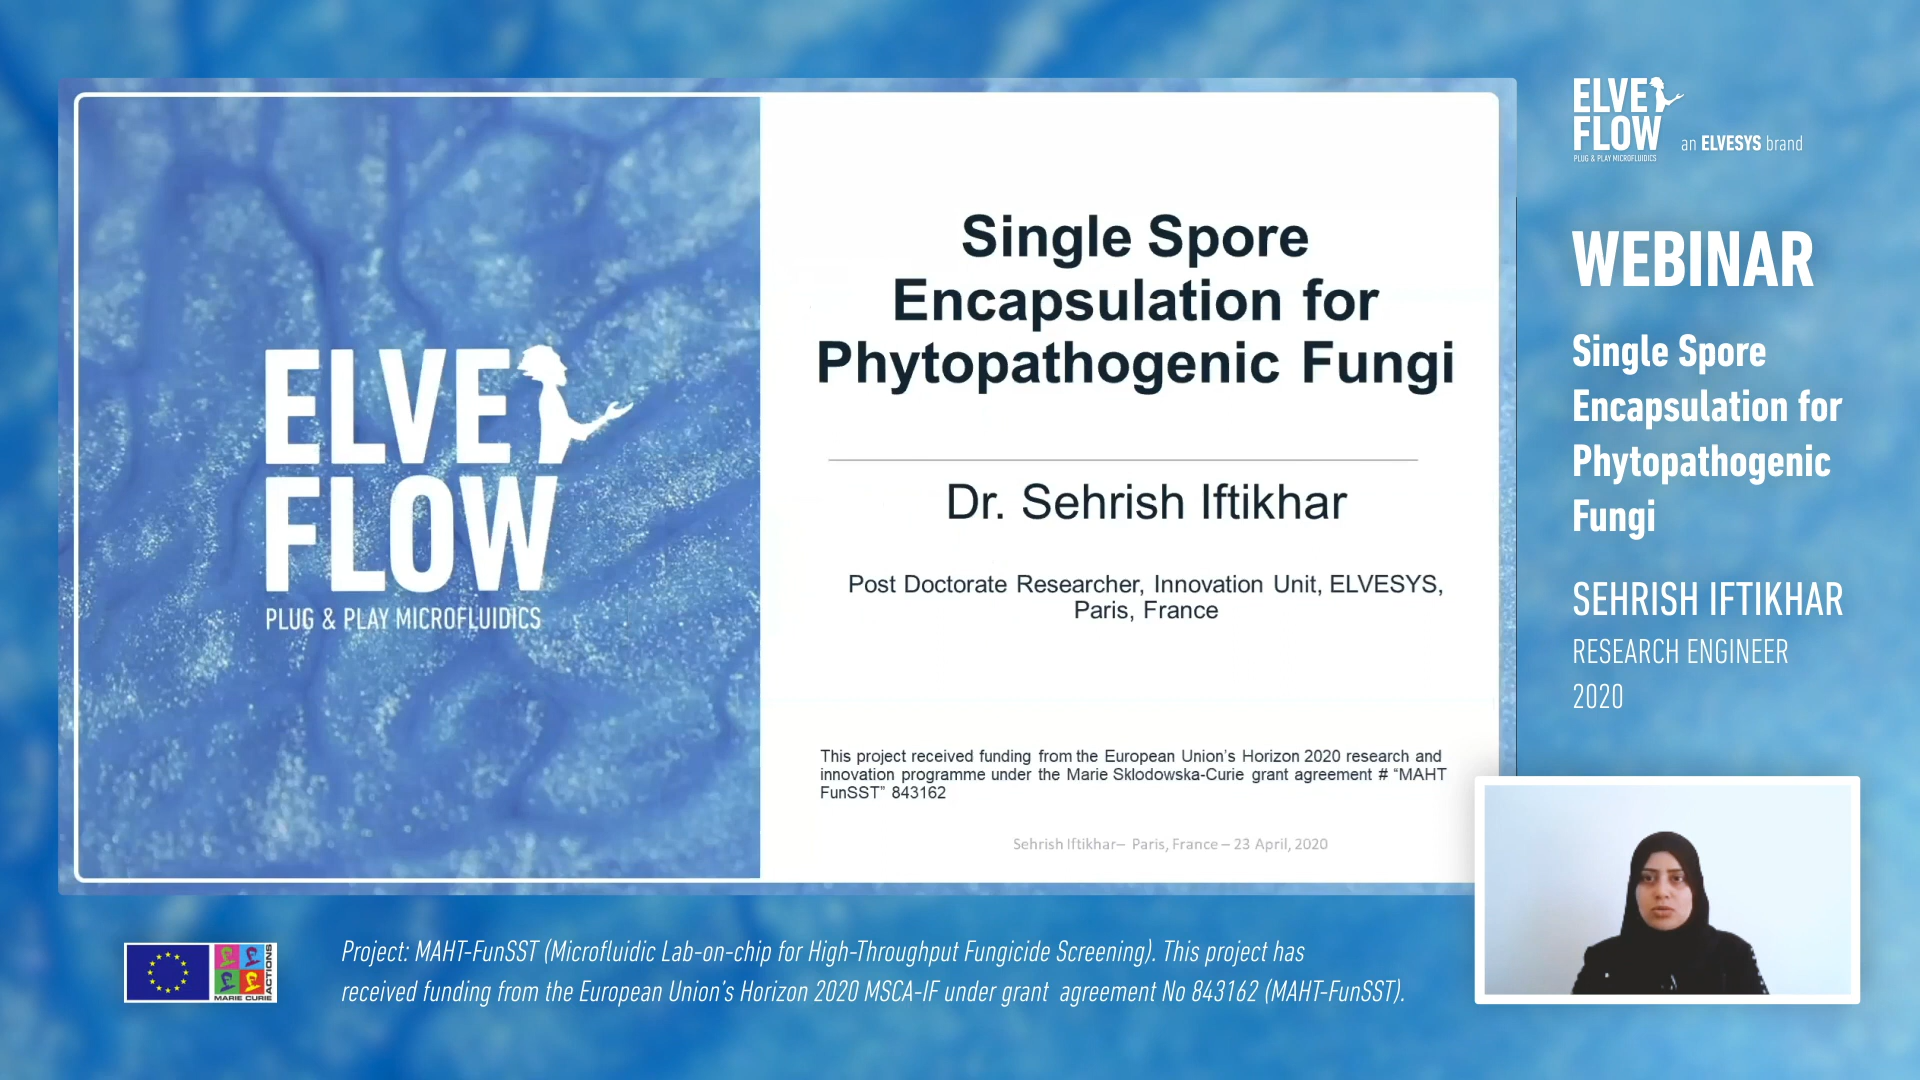 ELVE
FLOW
PLUG & PLAY MICROFLUIDICS
Single Spore
Encapsulation for
Phytopathogenic Fungi
Dr. Sehrish Iftikhar
Post Doctorate Researcher, Innovation Unit, ELVESYS,
Paris, France
This project received funding from the European Union’s Horizon 2020 research and
innovation programme under the Marie Sklodowska-Curie grant agreement # “MAHT
FunSST” 843162
Sehrish Iftikhar– Paris, France – 23 April, 2020
ELVE
FLOW
PLUG & PLAY MICROFLUIDICS
an ELVESYS brand
WEBINAR
Single Spore
Encapsulation for
Phytopathogenic
Fungi
SEHRISH IFTIKHAR
RESEARCH ENGINEER
2020
MARIE CURIE
ACTIONS
Project: MAHT-FunSST (Microfluidic Lab-on-chip for High-Throughput Fungicide Screening). This project has
received funding from the European Union's Horizon 2020 MSCA-IF under grant agreement No 843162 (MAHT-FunSST).